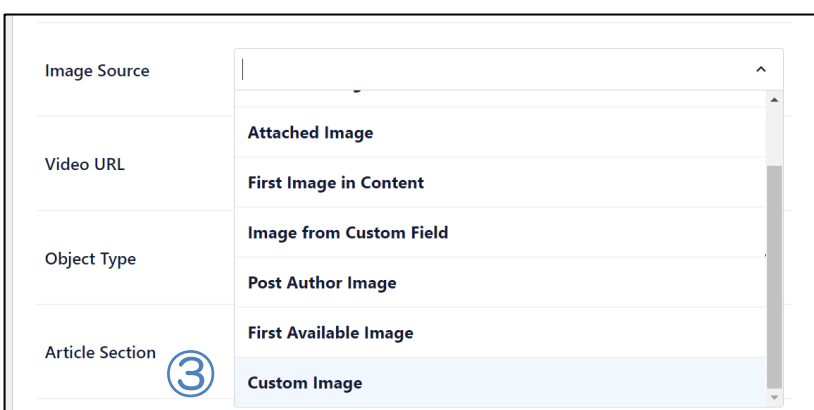 Image Source
Attached Image
Video URL
First Image in Content
Image from Custom Field
Object Type
Post Author Image
First Available Image
Article Section
③
Custom Image